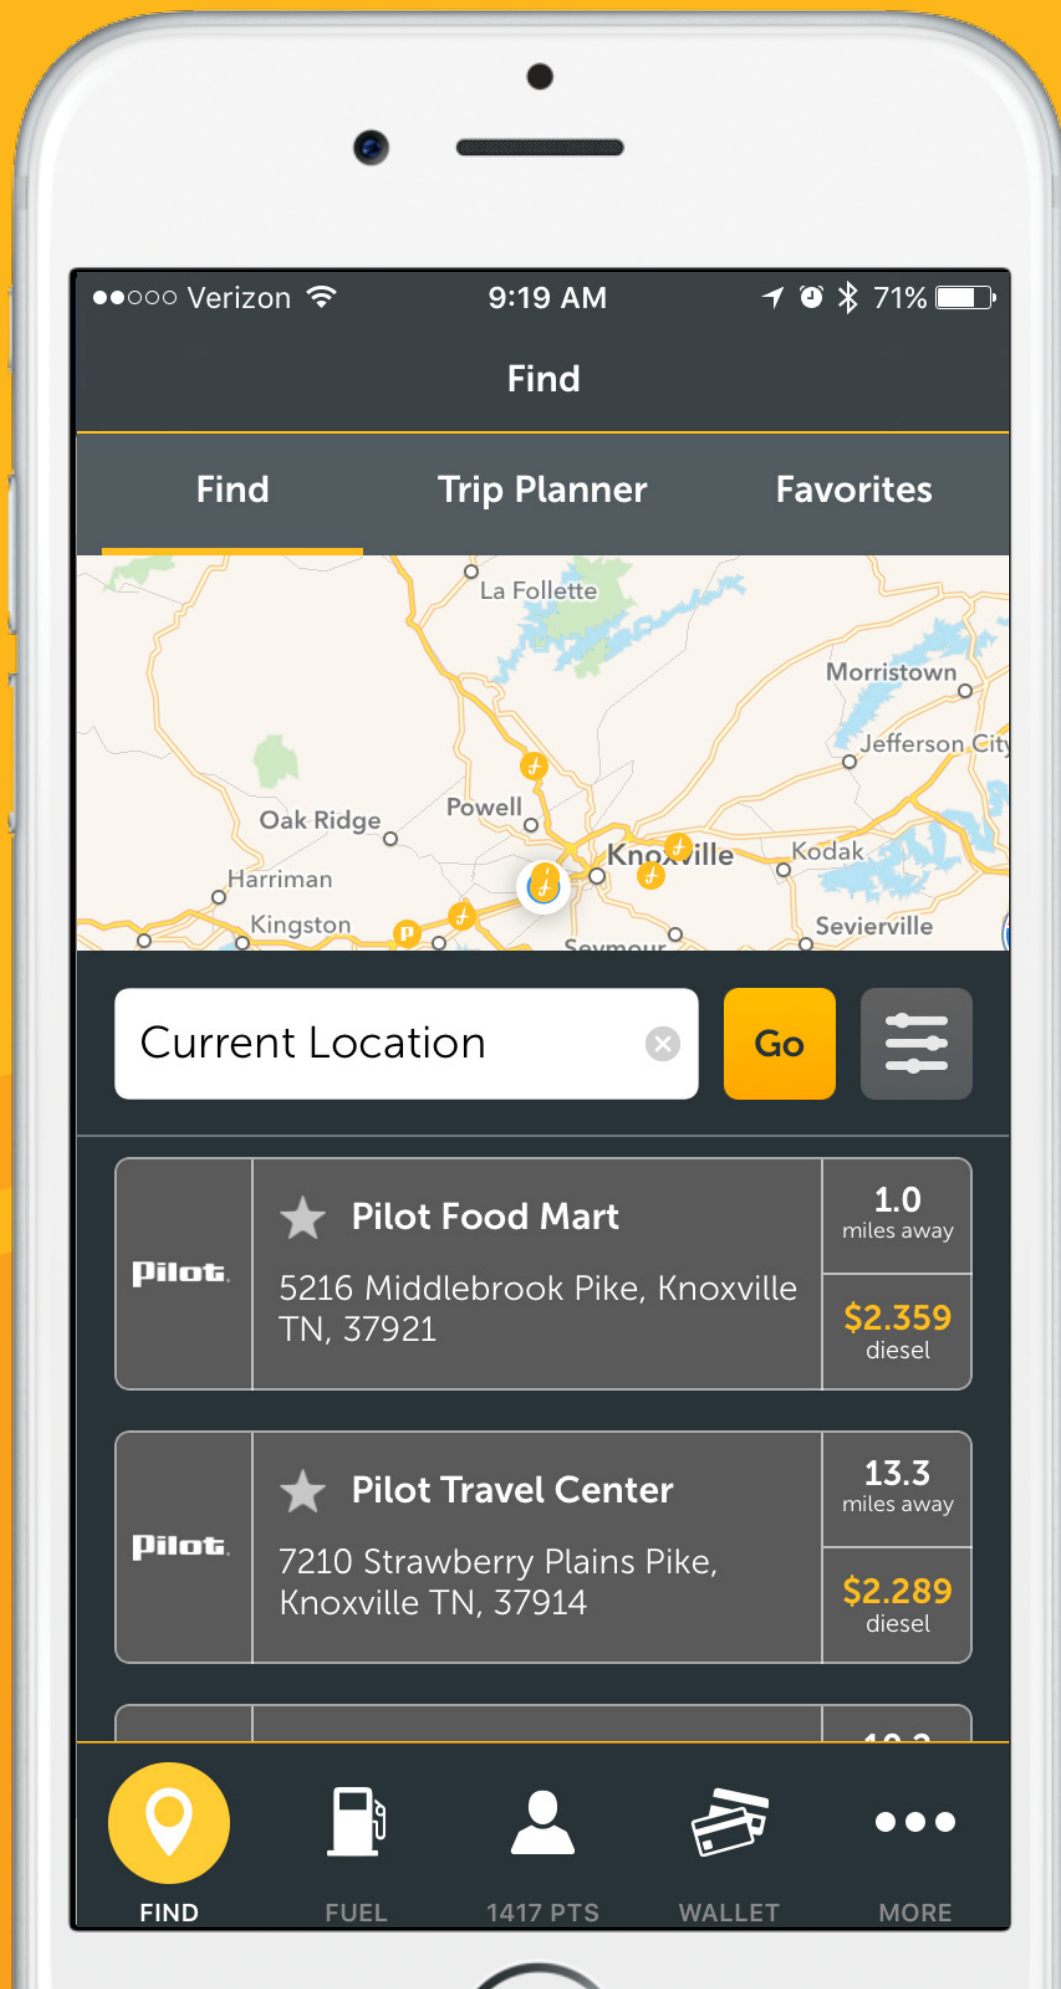 Verizon 9:19 AM 71%
Find
Find Trip Planner Favorites
La Follette
Morristown
Jefferson City
Oak Ridge
Powell
Knoxville
Kodak
Harriman
Kingston
Sevierville
Seymour
P
Current Location
Go
Pilot Food Mart
1.0
miles away
Pilot.
5216 Middlebrook Pike, Knoxville
TN, 37921
$2.359
diesel
Pilot Travel Center
13.3
miles away
Pilot.
7210 Strawberry Plains Pike,
Knoxville TN, 37914
$2.289
diesel
FIND FUEL 1417 PTS WALLET MORE